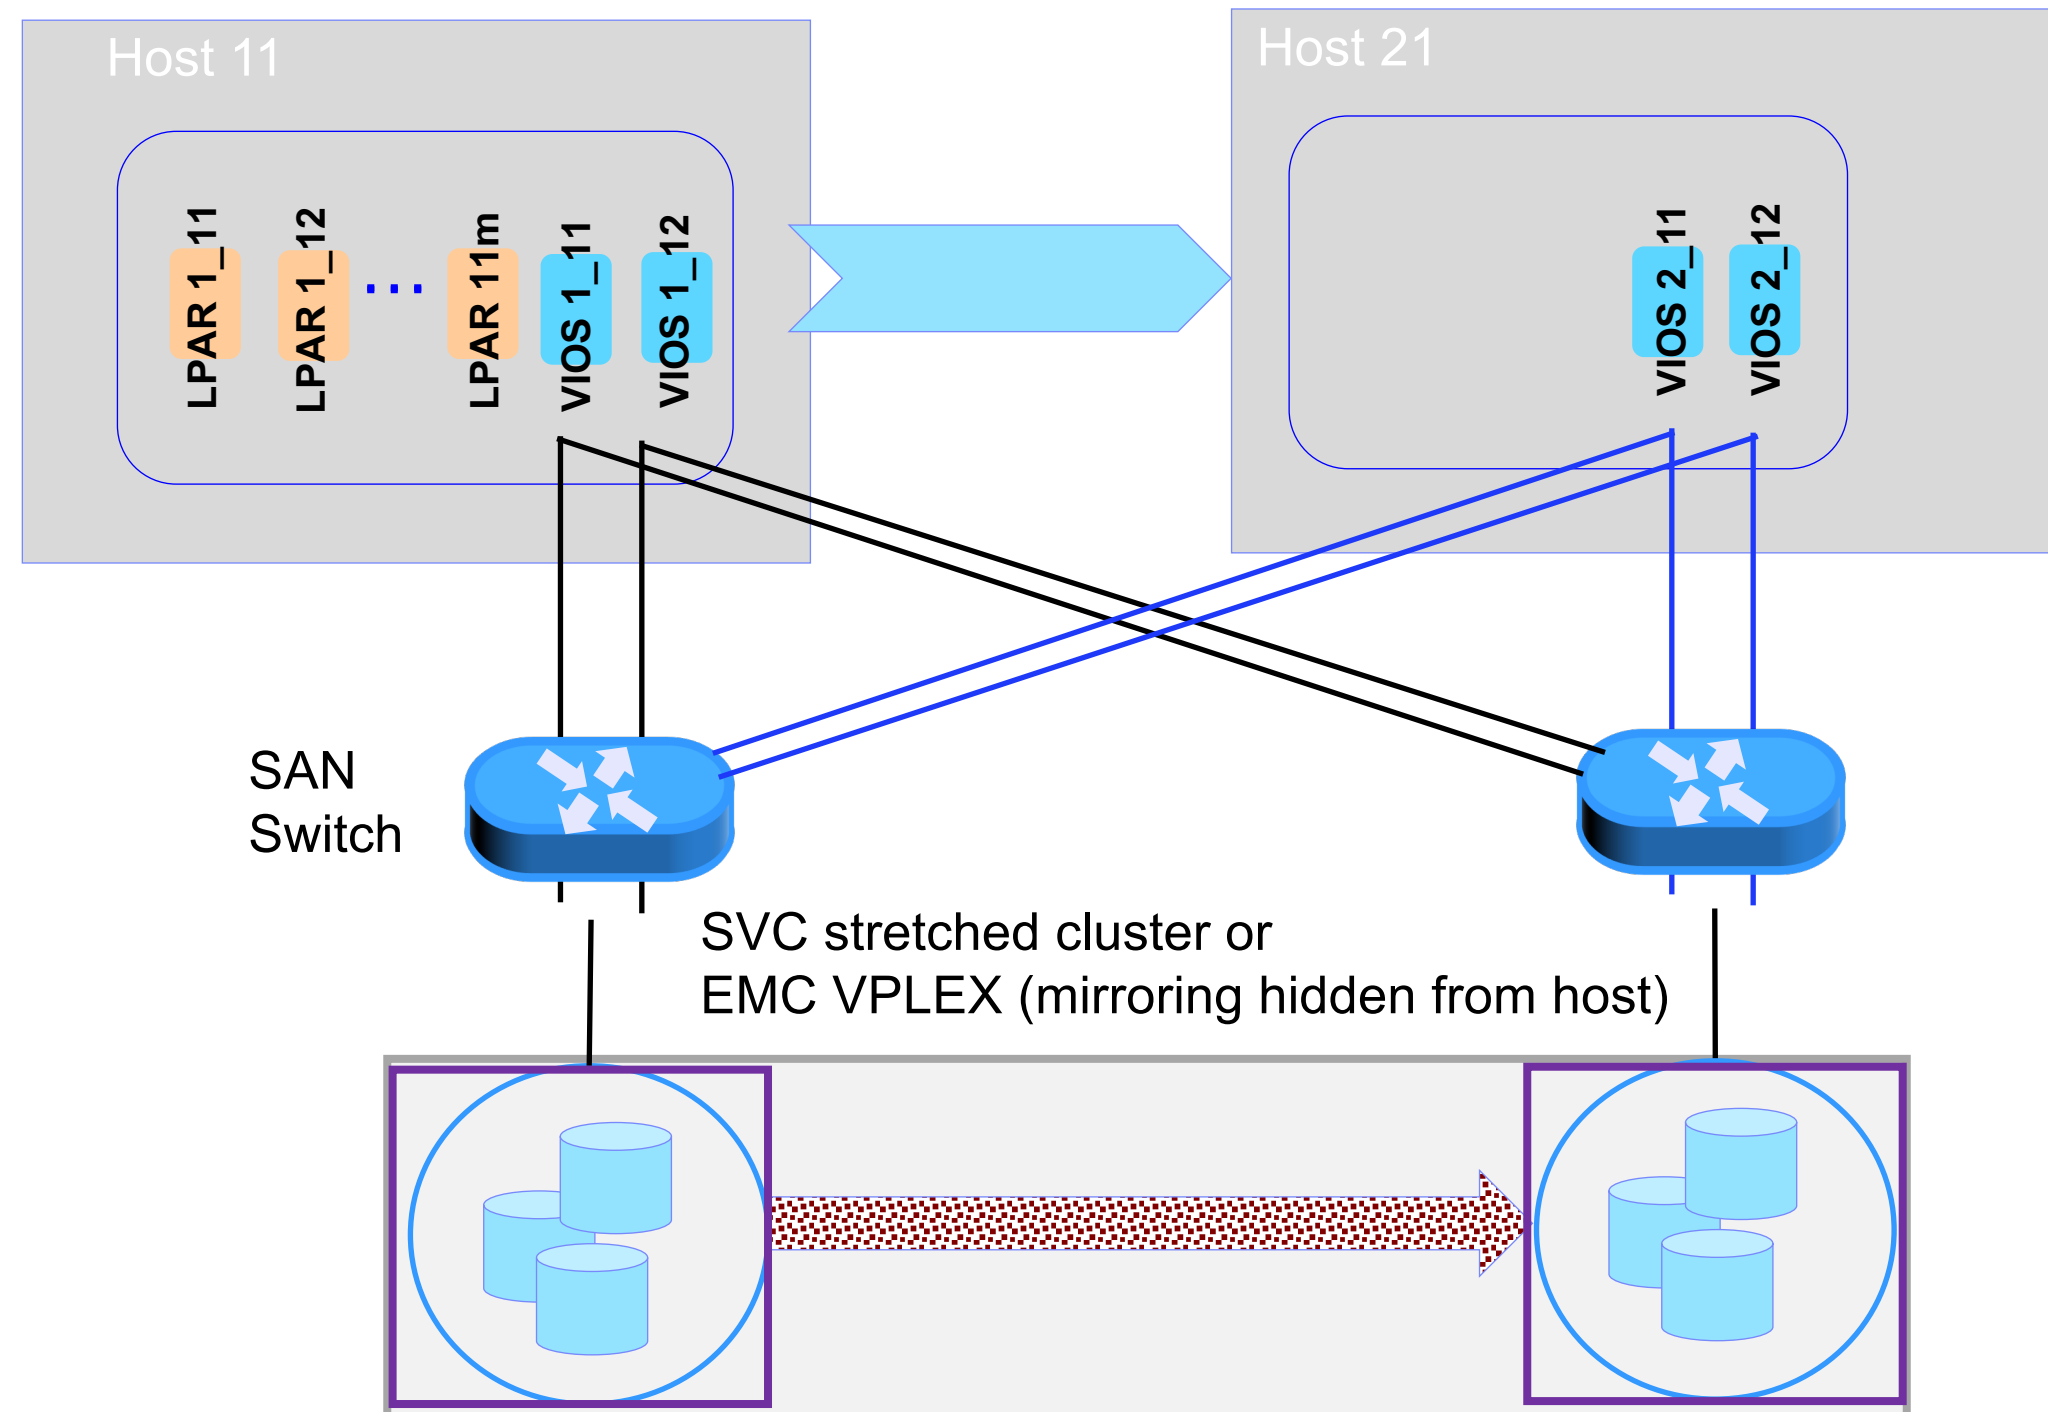 Host 11
Host 21
LPAR 1_11
LPAR 1_12
...
LPAR 11m
VIOS 1_11
VIOS 1_12
VIOS 2_11
VIOS 2_12
SAN
Switch
SVC stretched cluster or
EMC VPLEX (mirroring hidden from host)